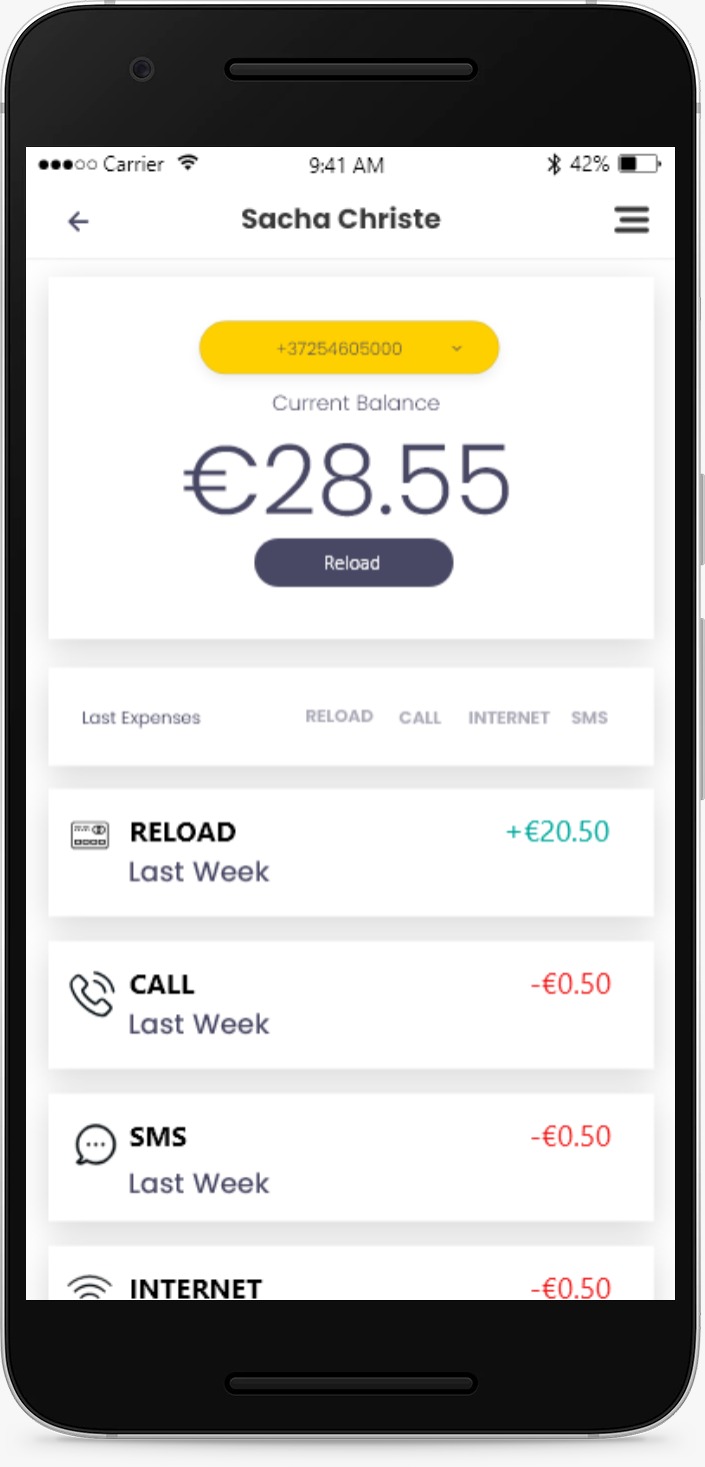 Carrier 9:41 AM 42%
Sacha Christe
+37254605000
Current Balance
€28.55
Reload
Last Expenses RELOAD CALL INTERNET SMS
RELOAD +€20.50
Last Week
CALL -€0.50
Last Week
SMS -€0.50
Last Week
INTERNET -€0.50